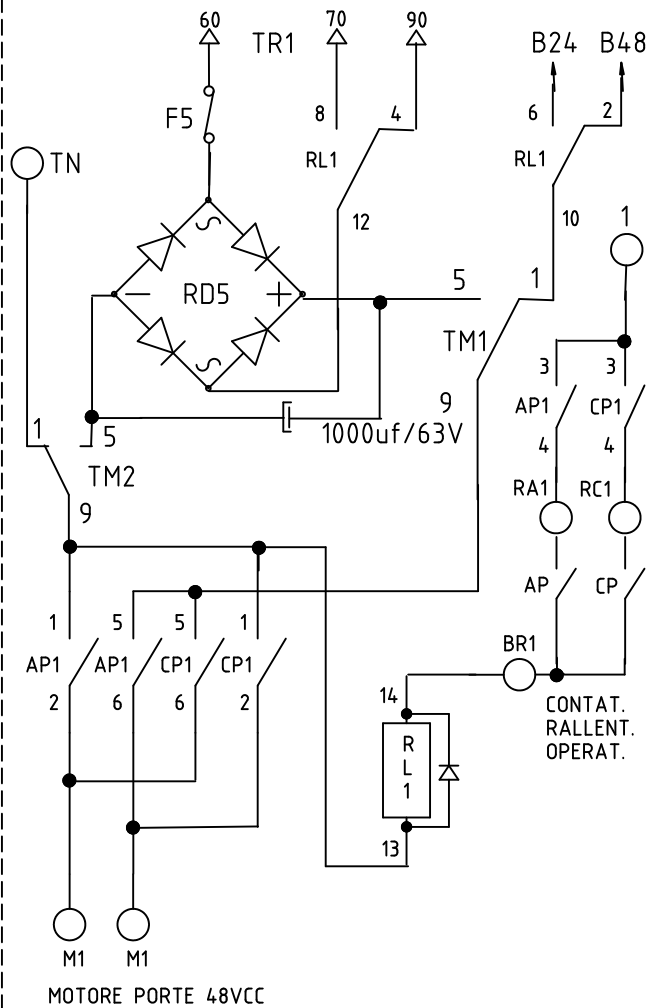 60
TR1
70
90
B24
B48
F5
8
4
6
2
RL1
RL1
TN
12
10
1
RD5
5
1
TM1
9
3
3
AP1
CP1
1000uf/63V
4
4
1
5
TM2
9
RA1
RC1
AP
CP
1
5
5
1
AP1
AP1
CP1
CP1
2
6
6
2
BR1
14
CONTAT.
RALLENT.
OPERAT.
R
L
1
13
M1
M1
MOTORE PORTE 48VCC